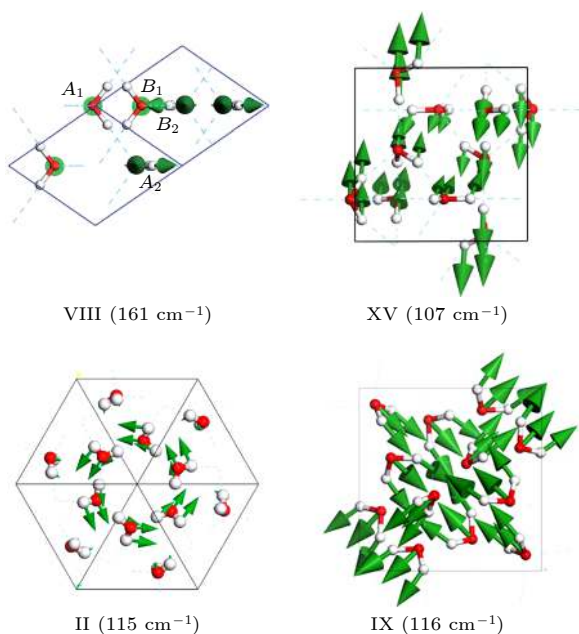 A₁
B₁
B₂
A₂
VIII (161 cm⁻¹)
XV (107 cm⁻¹)
II (115 cm⁻¹)
IX (116 cm⁻¹)